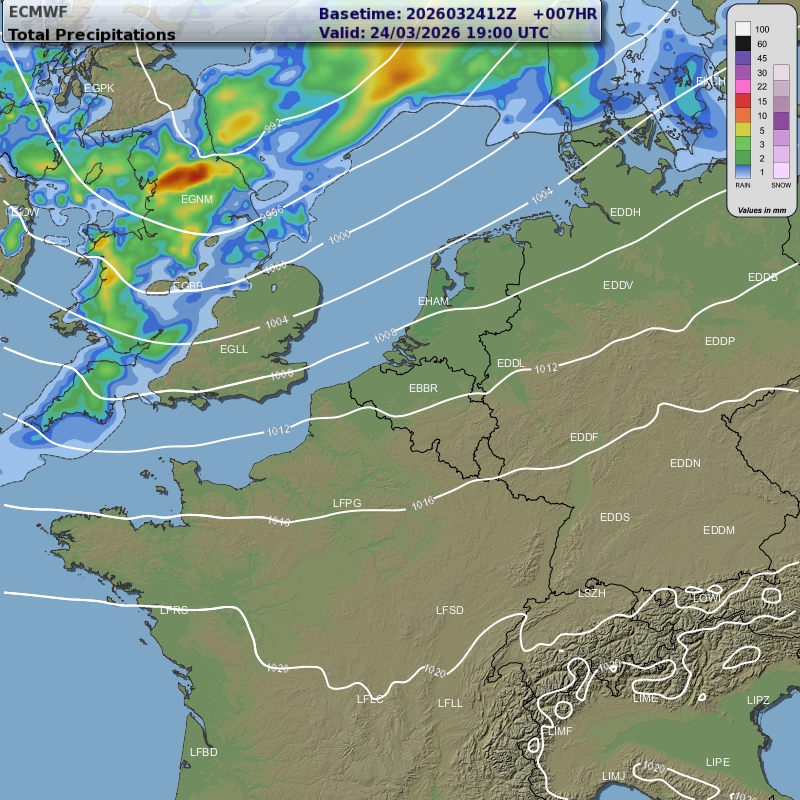 ECMWF
Basetime: 2026032412Z +007HR
Total Precipitations
Valid: 24/03/2026 19:00 UTC
100
60
45
30
22
15
10
5
3
2
1
RAIN
SNOW
Values in mm
EGPK
992
EGNM
996
1000
1000
1004
EDDH
EDDV
EDDB
EGBB
EHAM
1004
1008
EGLL
EDDP
EDDL
1012
1008
EBBR
1012
EDDF
EDDN
LFPG
1016
1016
EDDS
EDDM
LSZH
LOWI
LFRS
LFSD
1020
1020
LFLC
LFLL
LIML
LIPZ
LIMF
LFBD
LIPE
LIMJ
1020